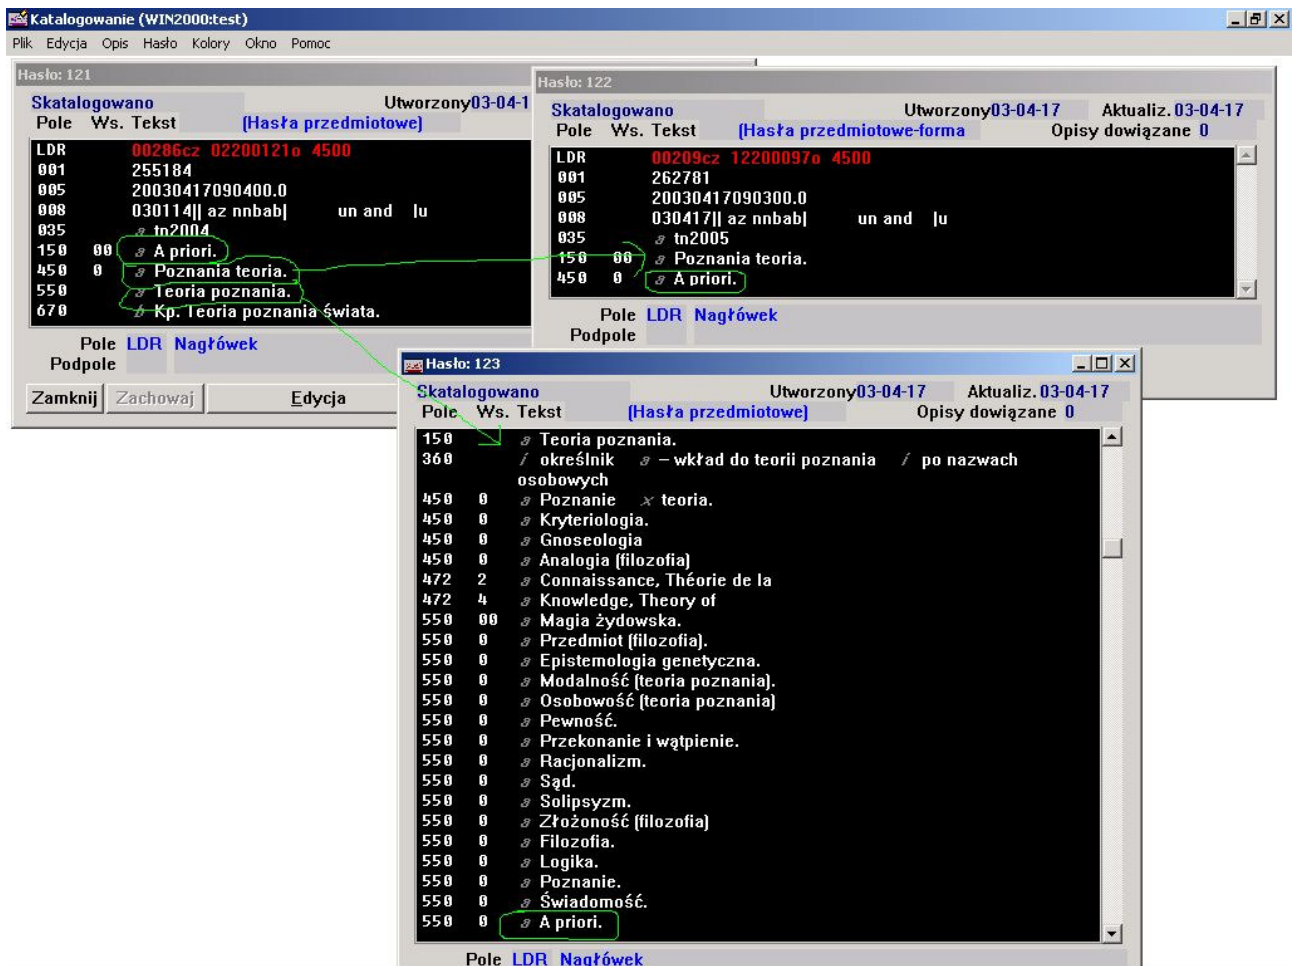 Katalogowanie (WIN2000:test)
Plik Edycja Opis Hasło Kolory Okno Pomoc
Hasło: 121
Skatalogowano Utworzony03-04-1
Pole Ws. Tekst (Hasła przedmiotowe)
LDR 00286cz 02200121o 4500
001 255184
005 20030417090400.0
008 030114|| az nnbab| un and |u
035 a tn2004
150 00 a A priori.
450 0 a Poznania teoria.
550 a Teoria poznania.
670 b Kp. Teoria poznania świata.
Pole LDR Nagłówek
Podpole
Zamknij Zachowaj Edycja
Hasło: 122
Skatalogowano Utworzony03-04-17 Aktualiz. 03-04-17
Pole Ws. Tekst (Hasła przedmiotowe-forma Opisy dowiązane 0
LDR 00209cz 12200097o 4500
001 262781
005 20030417090300.0
008 030417|| az nnbab| un and |u
035 a tn2005
150 00 a Poznania teoria.
450 0 a A priori.
Pole LDR Nagłówek
Podpole
Hasło: 123
Skatalogowano Utworzony03-04-17 Aktualiz. 03-04-17
Pole Ws. Tekst (Hasła przedmiotowe) Opisy dowiązane 0
150 a Teoria poznania.
360 i określnik a – wkład do teorii poznania i po nazwach
osobowych
450 0 a Poznanie x teoria.
450 0 a Kryteriologia.
450 0 a Gnoseologia
450 0 a Analogia (filozofia)
472 2 a Connaissance, Théorie de la
472 4 a Knowledge, Theory of
550 00 a Magia żydowska.
550 0 a Przedmiot (filozofia).
550 0 a Epistemologia genetyczna.
550 0 a Modalność (teoria poznania).
550 0 a Osobowość (teoria poznania)
550 0 a Pewność.
550 0 a Przekonanie i wątpienie.
550 0 a Racjonalizm.
550 0 a Sąd.
550 0 a Solipsyzm.
550 0 a Złożoność (filozofia)
550 0 a Filozofia.
550 0 a Logika.
550 0 a Poznanie.
550 0 a Świadomość.
550 0 a A priori.
Pole LDR Nagłówek